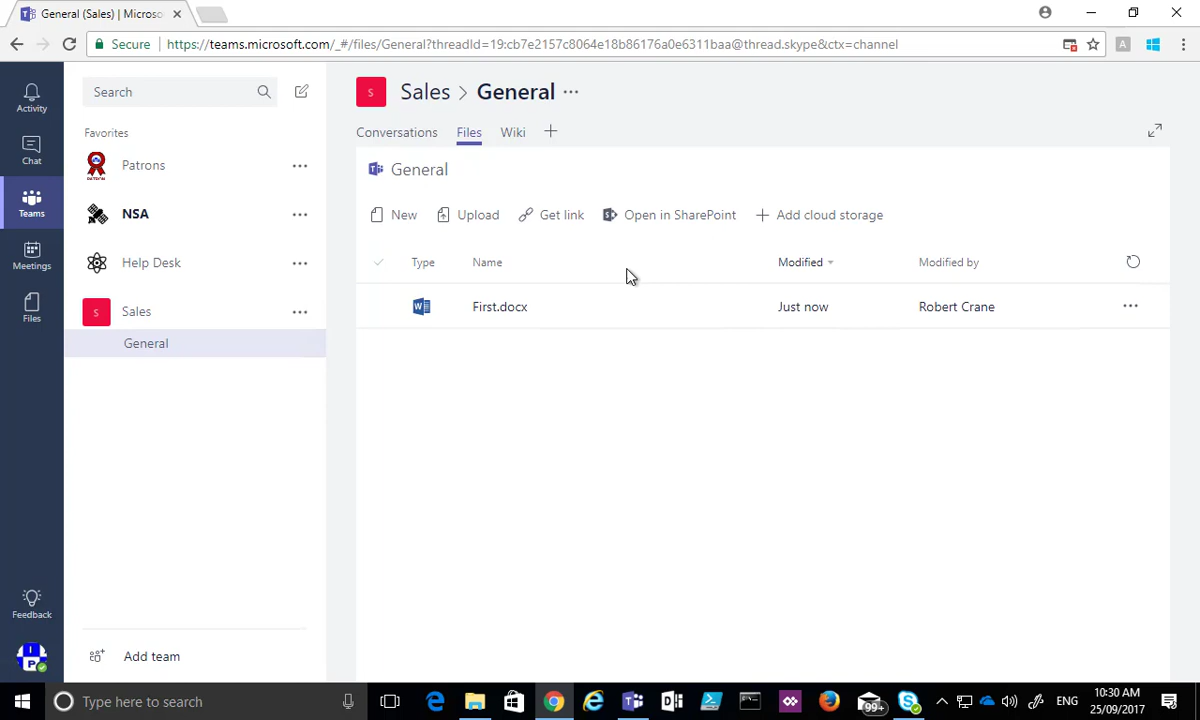 General (Sales) | Microso
Secure
https://teams.microsoft.com/_#/files/General?threadId=19:cb7e2157c8064e18b86176a0e6311baa@thread.skype&ctx=channel
A
Activity
Chat
Teams
Meetings
Files
Feedback
Search
Favorites
PATRON
Patrons
NSA
Help Desk
S Sales
General
Add team
S Sales > General
Conversations Files Wiki
General
New Upload Get link Open in SharePoint Add cloud storage
Type Name Modified Modified by
First.docx Just now Robert Crane
I P
Type here to search
99+
ENG
10:30 AM
25/09/2017